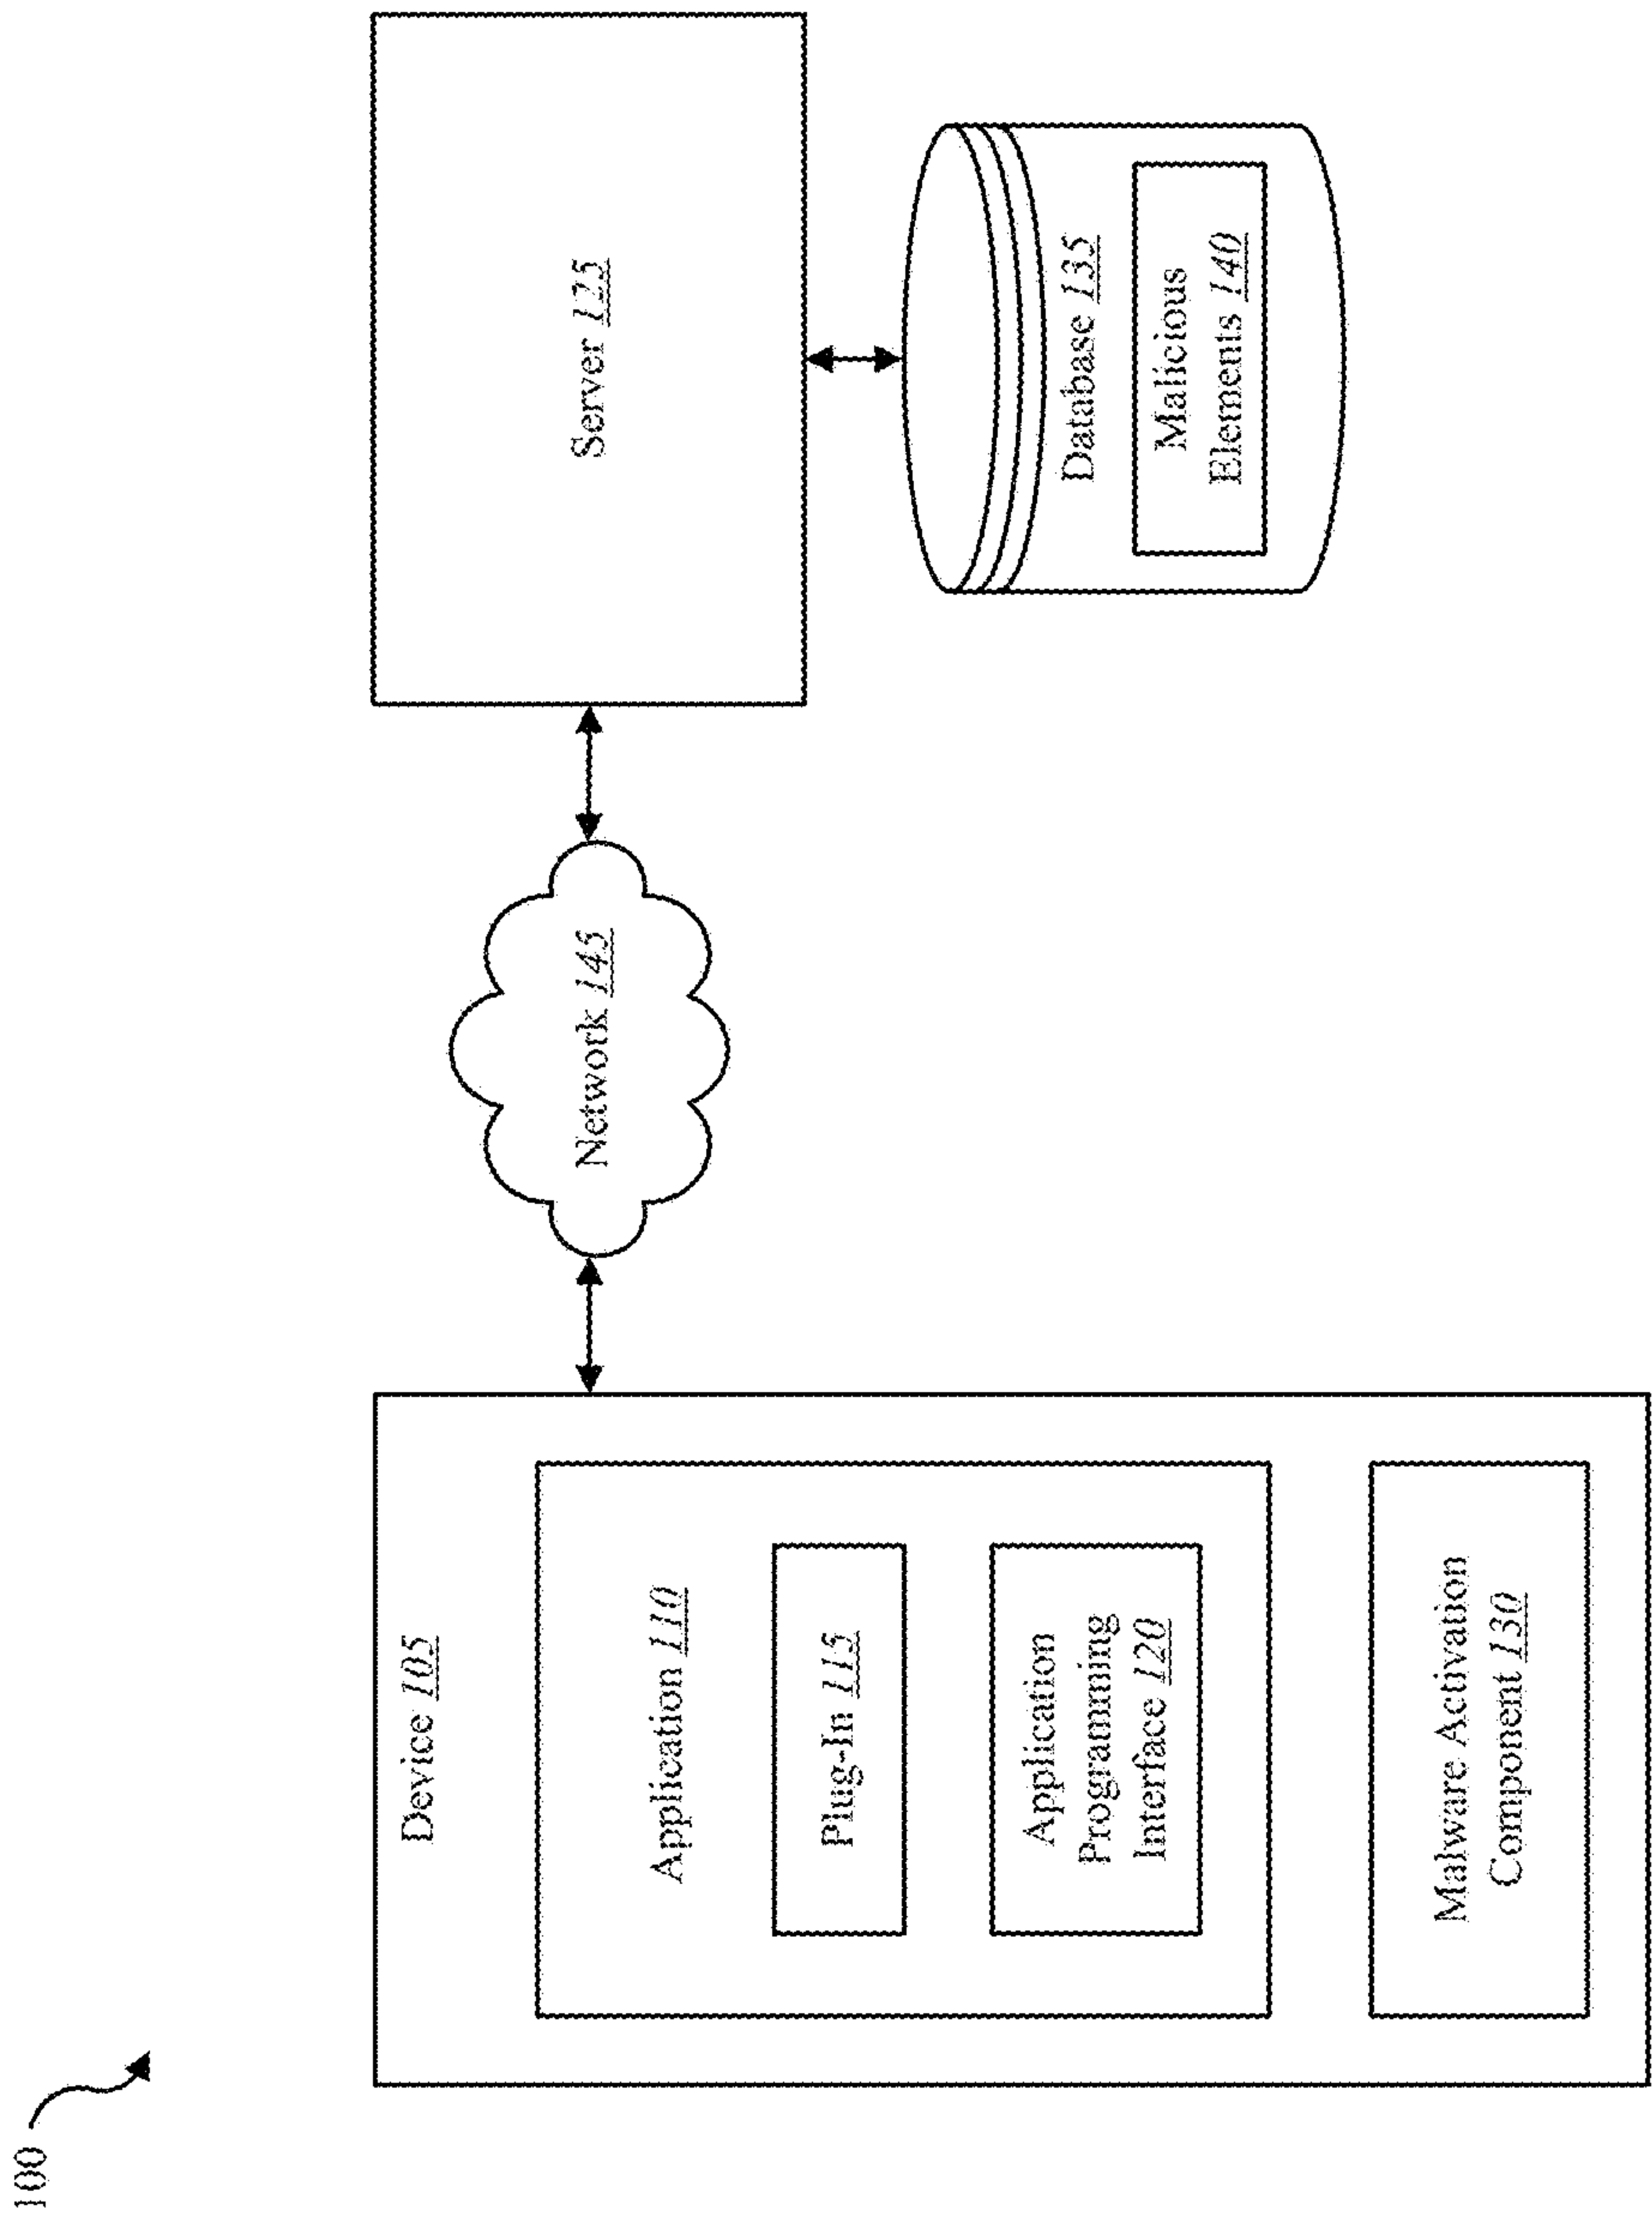 100
Device 105
Application 110
Plug-In 115
Application
Programming
Interface 120
Malware Activation
Component 130
Network 145
Server 125
Database 135
Malicious
Elements 140